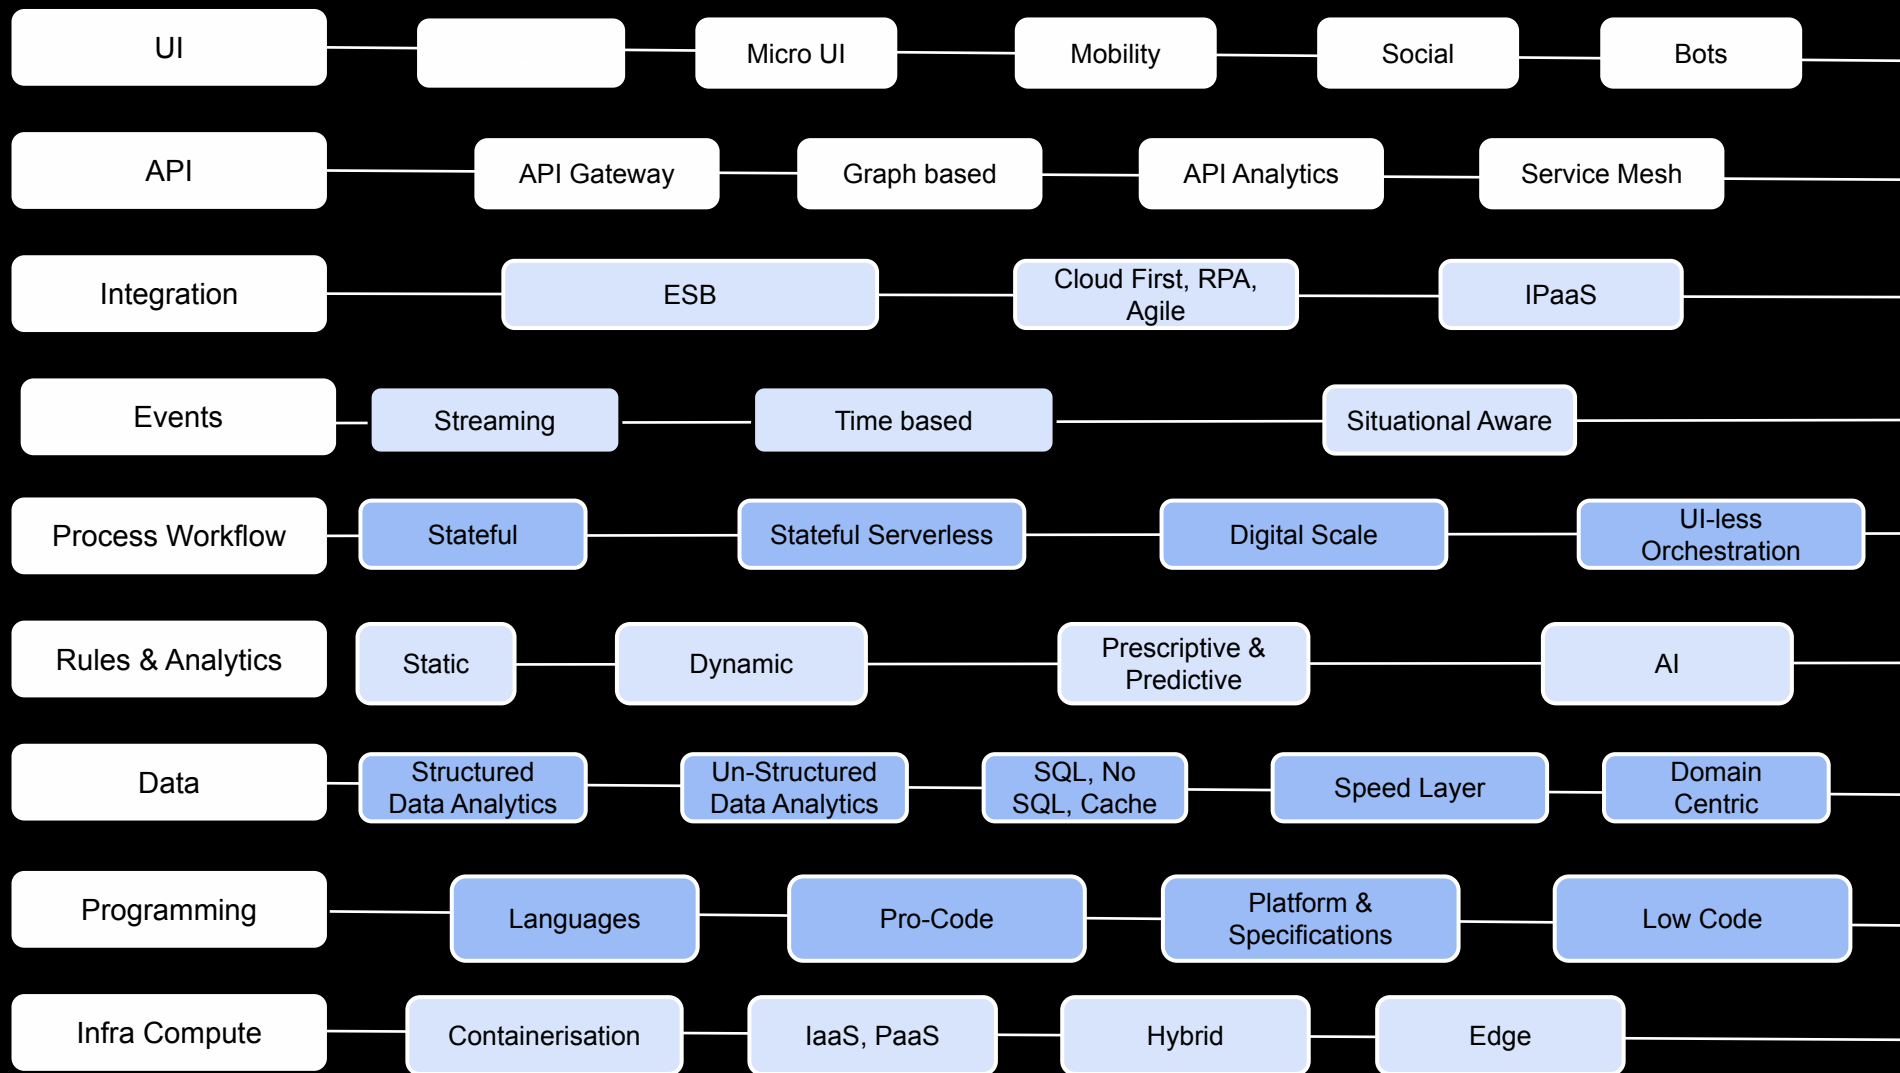 UI
Micro UI
Mobility
Social
Bots
API
API Gateway
Graph based
API Analytics
Service Mesh
Integration
ESB
Cloud First, RPA,
Agile
IPaaS
Events
Streaming
Time based
Situational Aware
Process Workflow
Stateful
Stateful Serverless
Digital Scale
UI-less
Orchestration
Rules & Analytics
Static
Dynamic
Prescriptive &
Predictive
AI
Data
Structured
Data Analytics
Un-Structured
Data Analytics
SQL, No
SQL, Cache
Speed Layer
Domain
Centric
Programming
Languages
Pro-Code
Platform &
Specifications
Low Code
Infra Compute
Containerisation
IaaS, PaaS
Hybrid
Edge